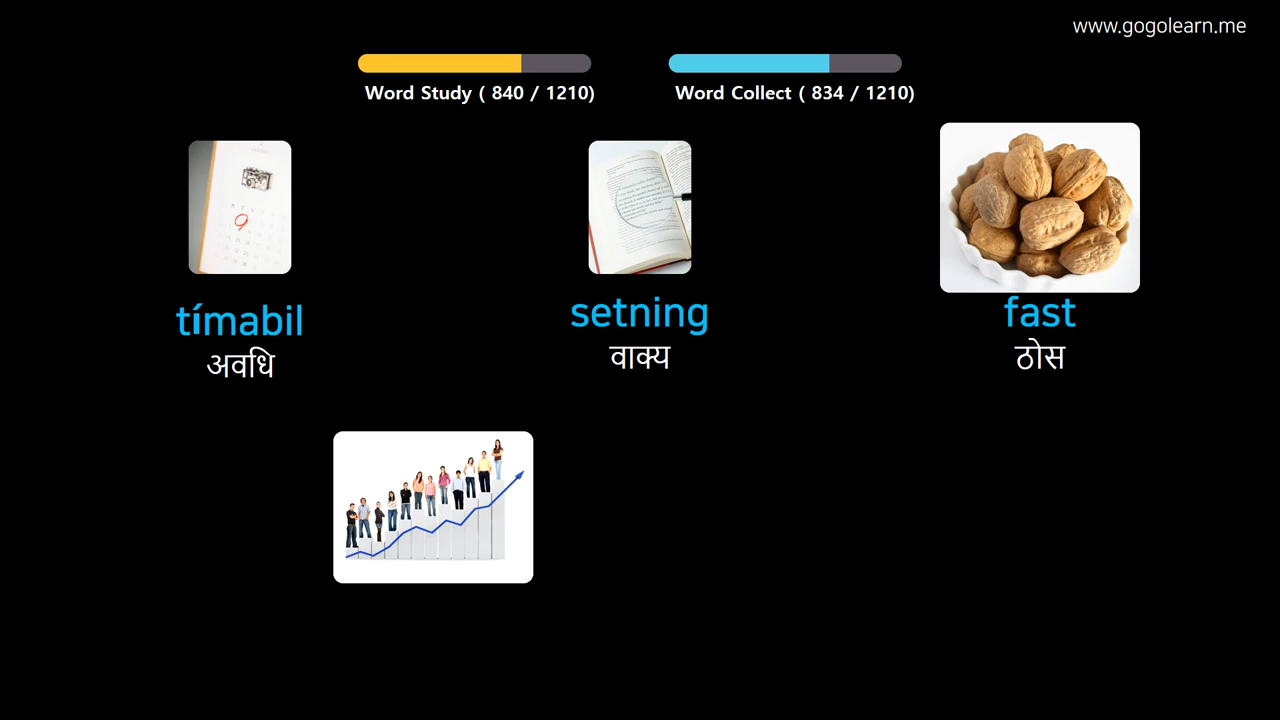 www.gogolearn.me
Word Study ( 840 / 1210)
Word Collect ( 834 / 1210)
tímabil
अवधि
setning
वाक्य
fast
ठोस